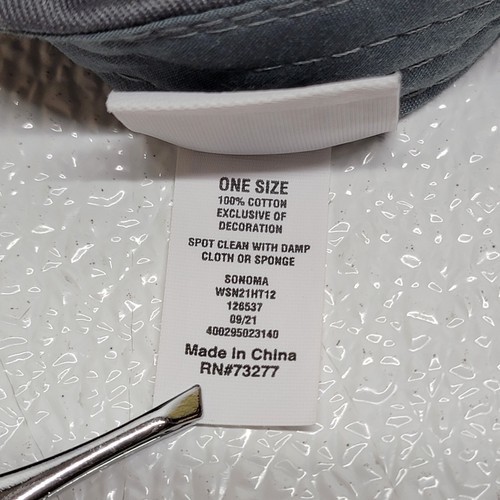 ONE SIZE
100% COTTON
EXCLUSIVE OF
DECORATION
SPOT CLEAN WITH DAMP
CLOTH OR SPONGE
SONOMA
WSN21HT12
126537
09/21
400295023140
Made in China
RN#73277